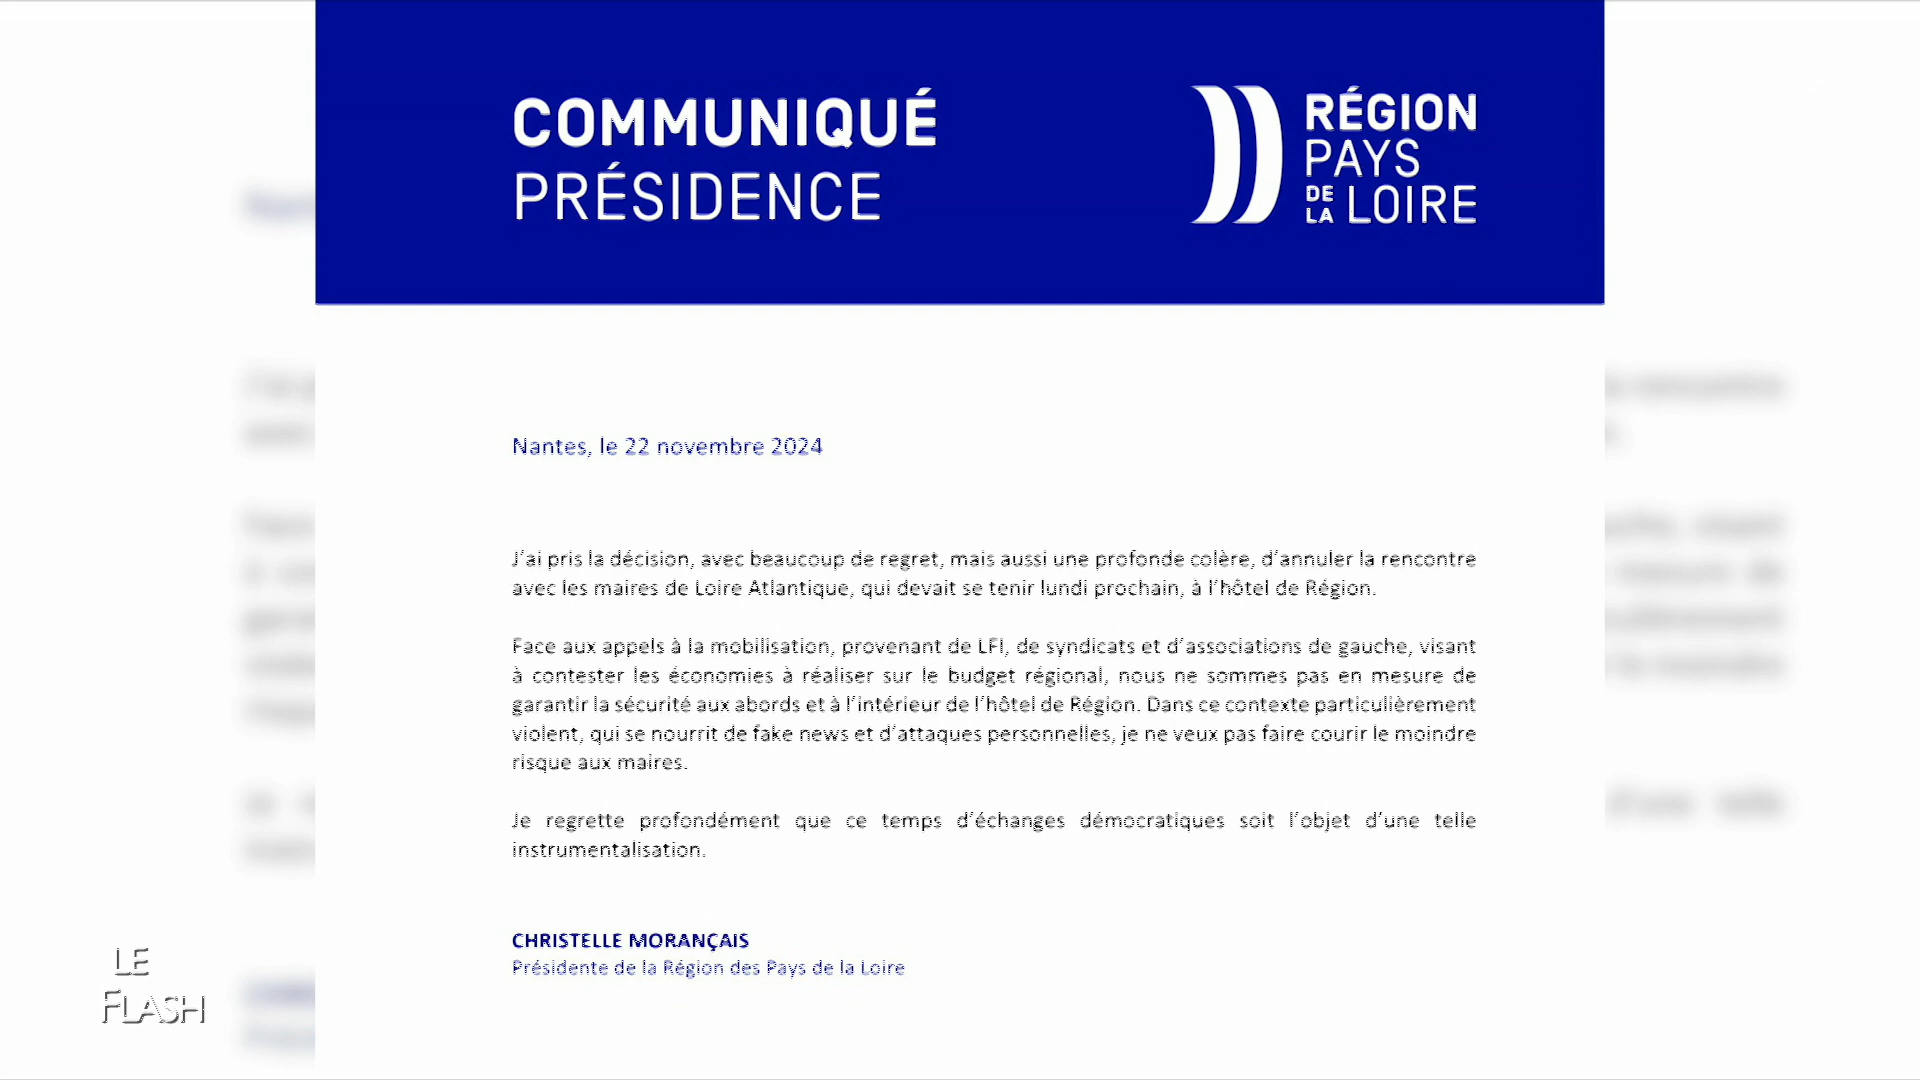 COMMUNIQUÉ
PRÉSIDENCE
RÉGION
PAYS
DE LA LOIRE
Nantes, le 22 novembre 2024
J'ai pris la décision, avec beaucoup de regret, mais aussi une profonde colère, d'annuler la rencontre
avec les maires de Loire Atlantique, qui devait se tenir lundi prochain, à l'hôtel de Région.
Face aux appels à la mobilisation, provenant de LFI, de syndicats et d'associations de gauche, visant
à contester les économies à réaliser sur le budget régional, nous ne sommes pas en mesure de
garantir la sécurité aux abords et à l'intérieur de l'hôtel de Région. Dans ce contexte particulièrement
violent, qui se nourrit de fake news et d'attaques personnelles, je ne veux pas faire courir le moindre
risque aux maires.
Je regrette profondément que ce temps d'échanges démocratiques soit l'objet d'une telle
instrumentalisation.
CHRISTELLE MORANÇAIS
Présidente de la Région des Pays de la Loire
LE
FLASH